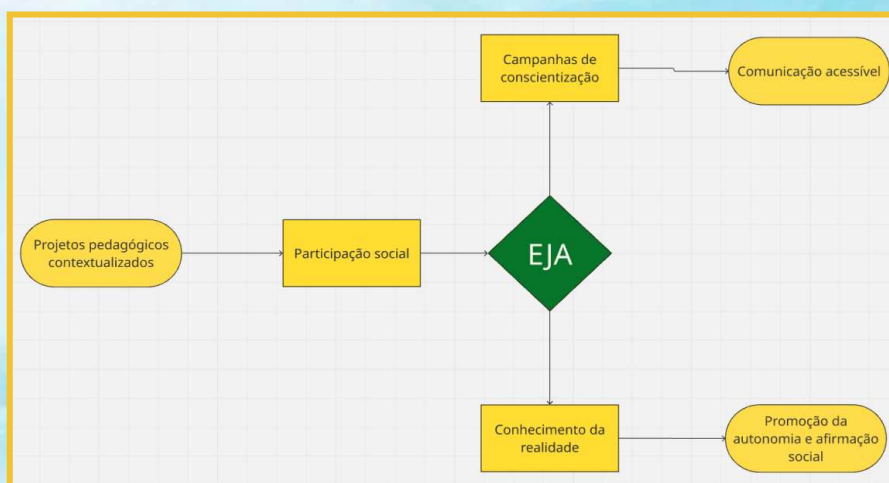 Campanhas de
conscientização
Comunicação acessível
Projetos pedagógicos
contextualizados
Participação social
EJA
Conhecimento da
realidade
Promoção da
autonomia e afirmação
social